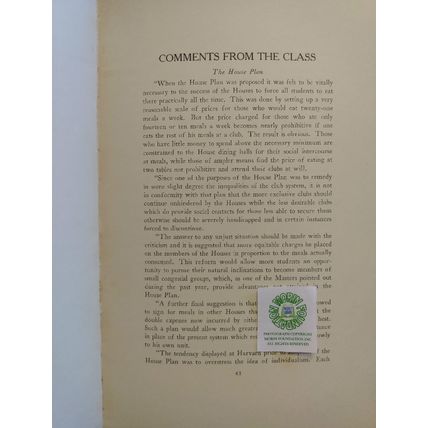 COMMENTS FROM THE CLASS
The House Plan
"When the House Plan was proposed it was felt to be vitally
necessary to the success of the Houses to force all students to eat
there practically all the time. This was done by setting up a very
reasonable scale of prices for those who would eat twenty-one
meals a week. But the price charged for those who ate only
fourteen or ten meals a week becomes nearly prohibitive if one
eats the rest of his meals at a club. The result is obvious. Those
who have little to spend above the necessary minimum are
constrained to the House dining halls for their social intercourse
at meals, while those of ampler means find the price of eating at
two tables not prohibitive and attend their clubs at will.
"Since one of the purposes of the House Plan was to remedy
in some slight degree the inequalities of the club system, it is not
in conformity with that plan that the more exclusive clubs should
continue unhindered by the Houses while the less desirable clubs
which do provide social contacts for those less able to secure them
otherwise should be severely handicapped and in certain instances
forced to discontinue.
"The answer to any unjust situation should be made with the
criticism and it is suggested that more equitable charges be placed
on the members of the Houses in proportion to the meals actually
consumed. This reform would allow more students an oppor-
tunity to pursue their natural inclinations to become members of
small congenial groups, which, as one of the Masters pointed out
during the past year, provide advantages not attained in the
House Plan.
"A further final suggestion is that
to sign for meals in other Houses that
double expense now incurred by either
Such a plan would allow much greater
in place of the present system which
to his own unit.
"The tendency displayed at Harvard prior to
House Plan was to overstress the idea of individualism. Each
43
MORIN
PHOTOGRAPH COPYRIGHT
MORIN FOUNDATION, INC
ALL RIGHTS RESERVED